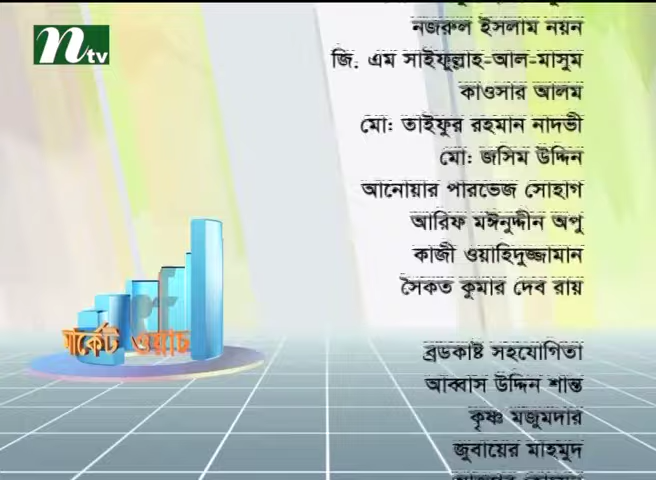 ntv
নজরুল ইসলাম নয়ন
জি. এম সাইফুল্লাহ-আল-মাসুম
কাওসার আলম
মো: তাইফুর রহমান নাদভী
মো: জসিম উদ্দিন
আনোয়ার পারভেজ সোহাগ
আরিফ মঈনুদ্দীন অপু
কাজী ওয়াহিদুজ্জামান
সৈকত কুমার দেব রায়
মার্কেট ওয়াচ
ব্রডকাষ্ট সহযোগিতা
আব্বাস উদ্দিন শান্ত
কৃষ্ণ মজুমদার
জুবায়ের মাহমুদ